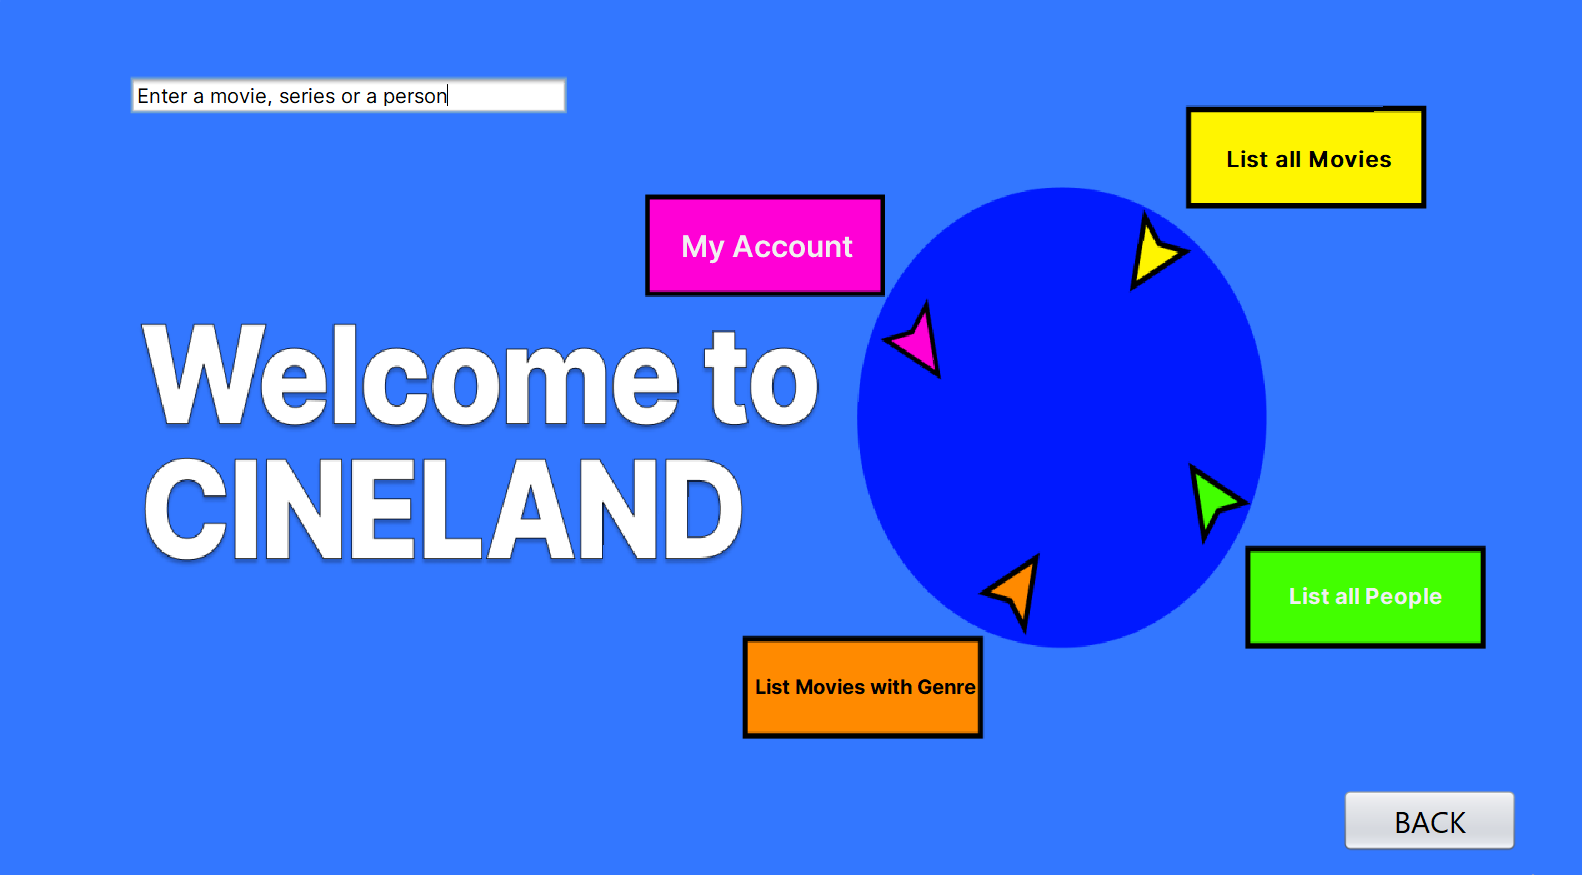 Enter a movie, series or a person
List all Movies
My Account
Welcome to
CINELAND
List all People
List Movies with Genre
BACK